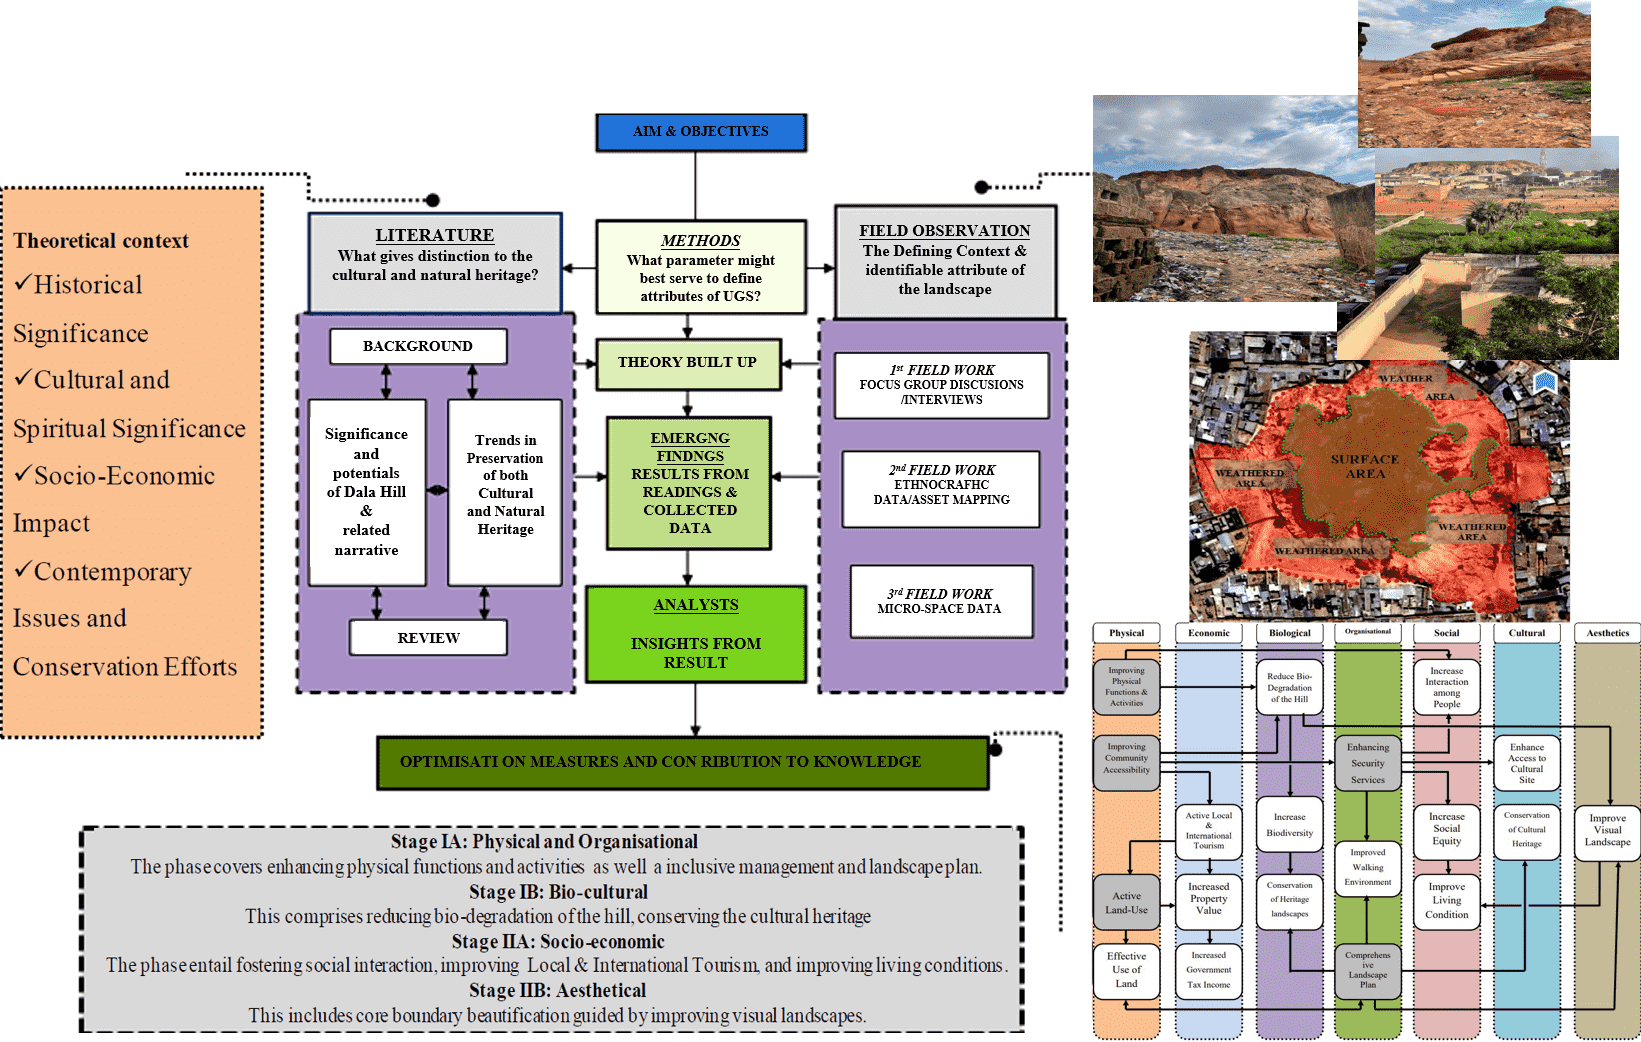 AIM & OBJECTIVES
Theoretical context
✓Historical
Significance
✓Cultural and
Spiritual Significance
✓Socio-Economic
Impact
✓Contemporary
Issues and
Conservation Efforts
LITERATURE
What gives distinction to the
cultural and natural heritage?
BACKGROUND
Significance
and
potentials
of Dala Hill
&
related
narrative
Trends in
Preservation
of both
Cultural
and Natural
Heritage
REVIEW
METHODS
What parameter might
best serve to define
attributes of UGS?
THEORY BUILT UP
EMERGNG
FINDNGS
RESULTS FROM
READINGS &
COLLECTED
DATA
ANALYSTS
INSIGHTS FROM
RESULT
FIELD OBSERVATION
The Defining Context &
identifiable attribute of
the landscape
1st FIELD WORK
FOCUS GROUP DISCUSIONS
/INTERVIEWS
2nd FIELD WORK
ETHNOCRAFHC
DATA/ASSET MAPPING
3rd FIELD WORK
MICRO-SPACE DATA
OPTIMISATI ON MEASURES AND CON RIBUTION TO KNOWLEDGE
Stage IA: Physical and Organisational
The phase covers enhancing physical functions and activities as well a inclusive management and landscape plan.
Stage IB: Bio-cultural
This comprises reducing bio-degradation of the hill, conserving the cultural heritage
Stage IIA: Socio-economic
The phase entail fostering social interaction, improving Local & International Tourism, and improving living conditions.
Stage IIB: Aesthetical
This includes core boundary beautification guided by improving visual landscapes.
WEATHER
AREA
SURFACE
AREA
WEATHERED
AREA
WEATHERED
AREA
WEATHERED AREA
Physical
Economic
Biological
Organisational
Social
Cultural
Aesthetics
Improving
Physical
Functions &
Activities
Reduce Bio-
Degradation
of the Hill
Increase
Interaction
among
People
Improving
Community
Accessibility
Enhancing
Security
Services
Enhance
Access to
Cultural
Site
Active Local
&
International
Tourism
Increase
Biodiversity
Improved
Walking
Environment
Increase
Social
Equity
Conservation
of Cultural
Heritage
Improve
Visual
Landscape
Active
Land-Use
Increased
Property
Value
Conservation
of Heritage
landscapes
Improve
Living
Condition
Effective
Use of
Land
Increased
Government
Tax Income
Comprehens
ive
Landscape
Plan